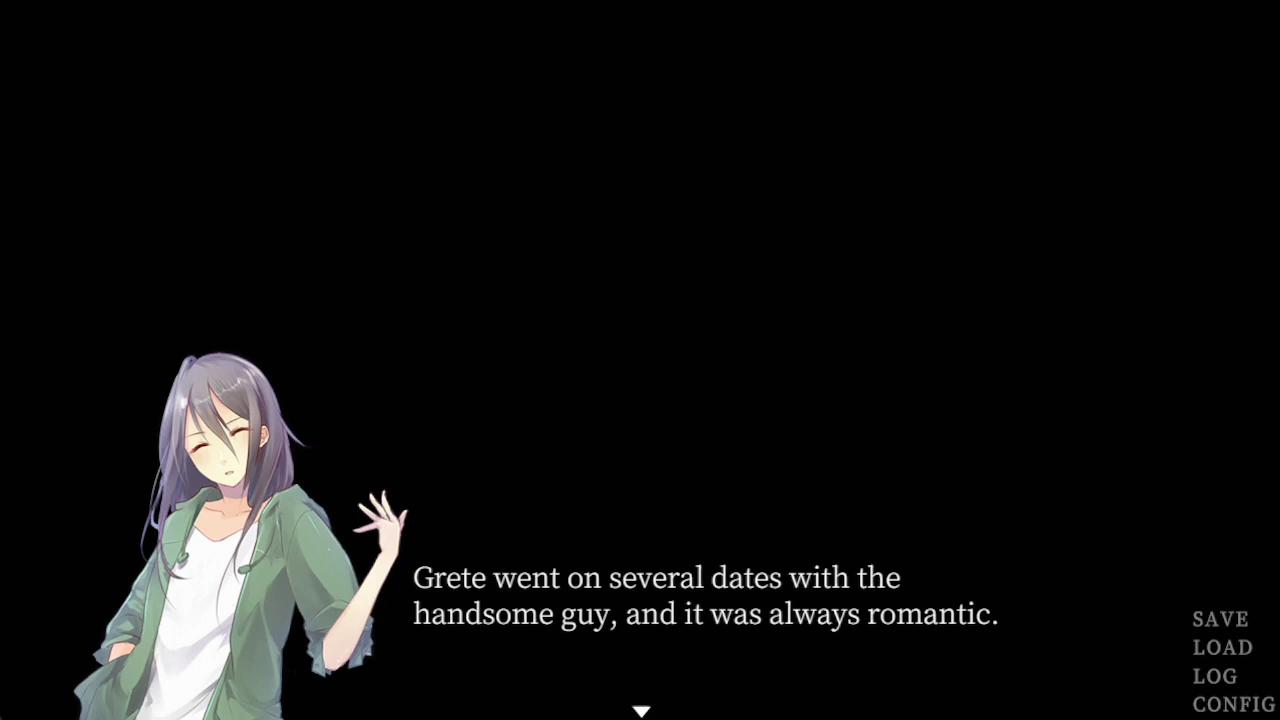 Grete went on several dates with the
handsome guy, and it was always romantic.
SAVE
LOAD
LOG
CONFIG